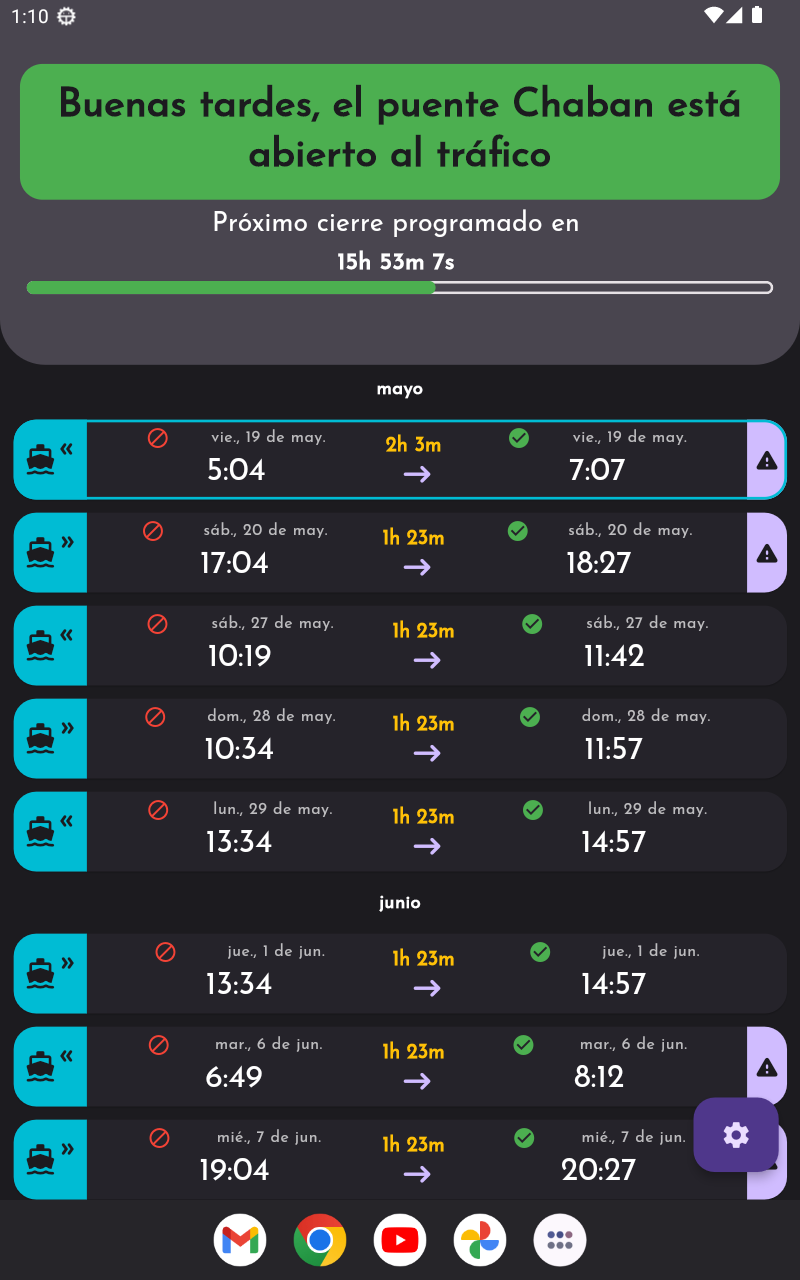 1:10
Buenas tardes, el puente Chaban está
abierto al tráfico
Próximo cierre programado en
15h 53m 7s
mayo
vie., 19 de may. 2h 3m vie., 19 de may.
5:04 7:07
sáb., 20 de may. 1h 23m sáb., 20 de may.
17:04 18:27
sáb., 27 de may. 1h 23m sáb., 27 de may.
10:19 11:42
dom., 28 de may. 1h 23m dom., 28 de may.
10:34 11:57
lun., 29 de may. 1h 23m lun., 29 de may.
13:34 14:57
junio
jue., 1 de jun. 1h 23m jue., 1 de jun.
13:34 14:57
mar., 6 de jun. 1h 23m mar., 6 de jun.
6:49 8:12
mié., 7 de jun. 1h 23m mié., 7 de jun.
19:04 20:27